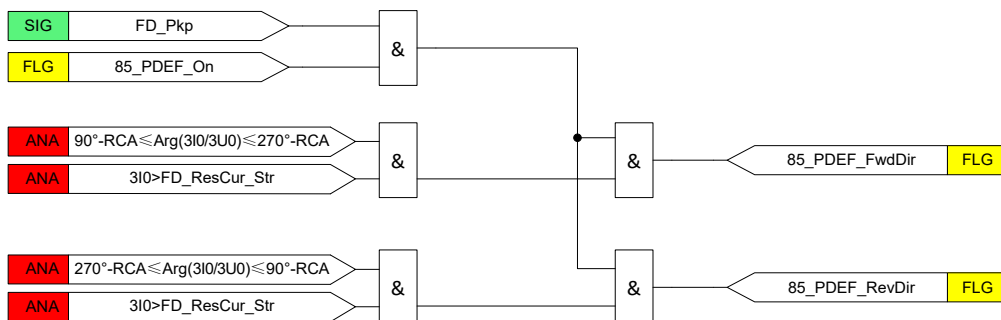 SIG FD_Pkp
&
FLG 85_PDEF_On
ANA 90°-RCA≤Arg(3I0/3U0)≤270°-RCA
&
&
85_PDEF_FwdDir FLG
ANA 3I0>FD_ResCur_Str
ANA 270°-RCA≤Arg(3I0/3U0)≤90°-RCA
&
&
85_PDEF_RevDir FLG
ANA 3I0>FD_ResCur_Str